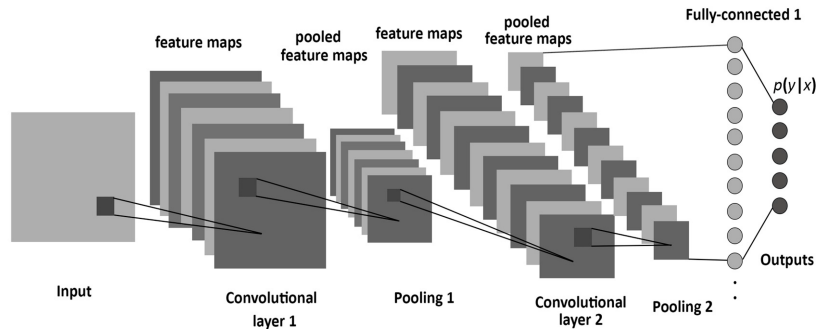 feature maps
pooled
feature maps
feature maps
pooled
feature maps
Fully-connected 1
p(y|x)
Input
Convolutional
layer 1
Pooling 1
Convolutional
layer 2
Pooling 2
Outputs